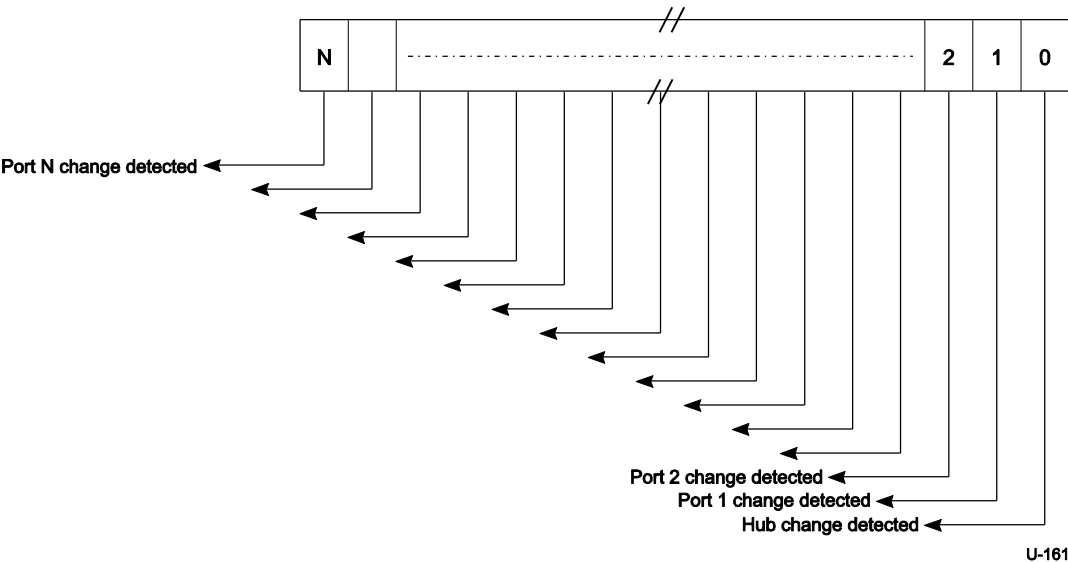 N 2 1 0
Port N change detected
Port 2 change detected
Port 1 change detected
Hub change detected
U-161